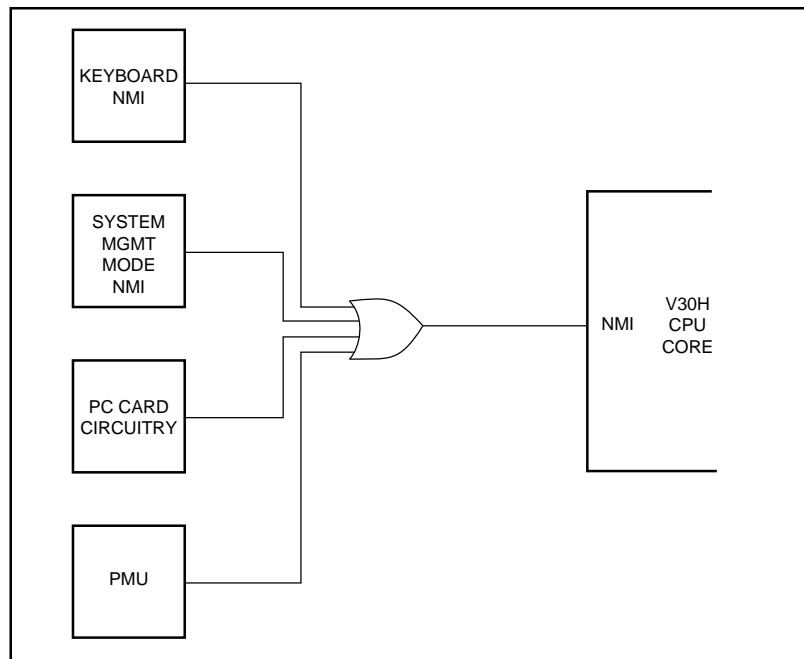 KEYBOARD
NMI
SYSTEM
MGMT
MODE
NMI
PC CARD
CIRCUITRY
PMU
NMI
V30H
CPU
CORE